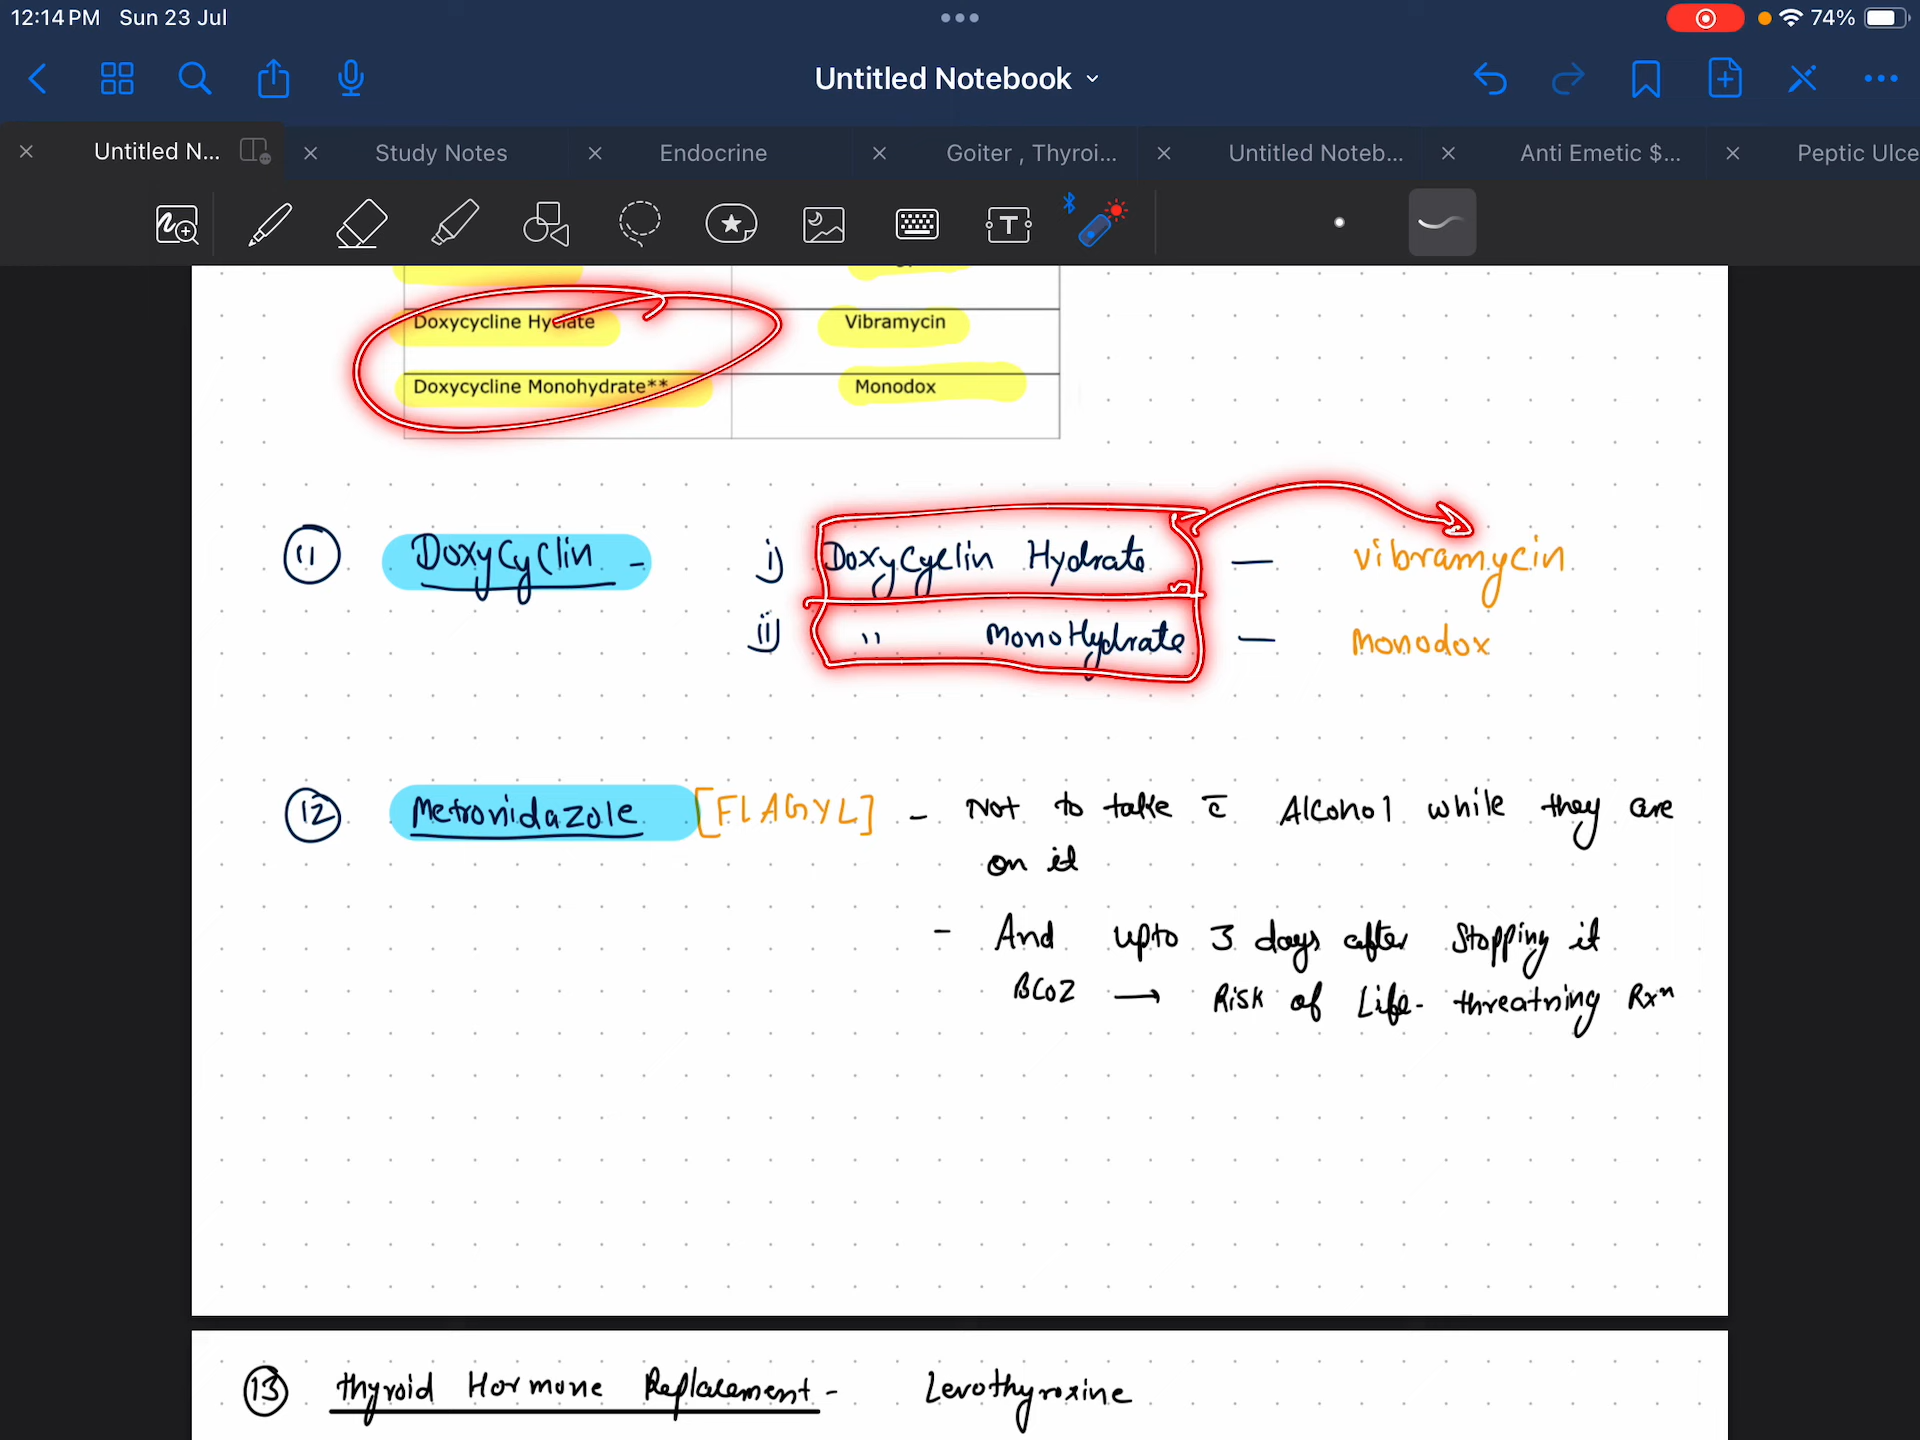 12:14 PM Sun 23 Jul
74%
Untitled Notebook
Untitled N... Study Notes Endocrine Goiter , Thyroi... Untitled Noteb... Anti Emetic $... Peptic Ulce
Doxycycline Hyclate Vibramycin
Doxycycline Monohydrate** Monodox
11 Doxycyclin - i) Doxycyclin Hydrate — vibramycin
ii) " MonoHydrate — Monodox
12 Metronidazole [FLAGYL] - Not to take c̄ Alcohol while they are
on it
- And upto 3 days after stopping it
BCOZ → Risk of Life-threatning Rxⁿ
13 Thyroid Hormone Replacement - Levothyroxine